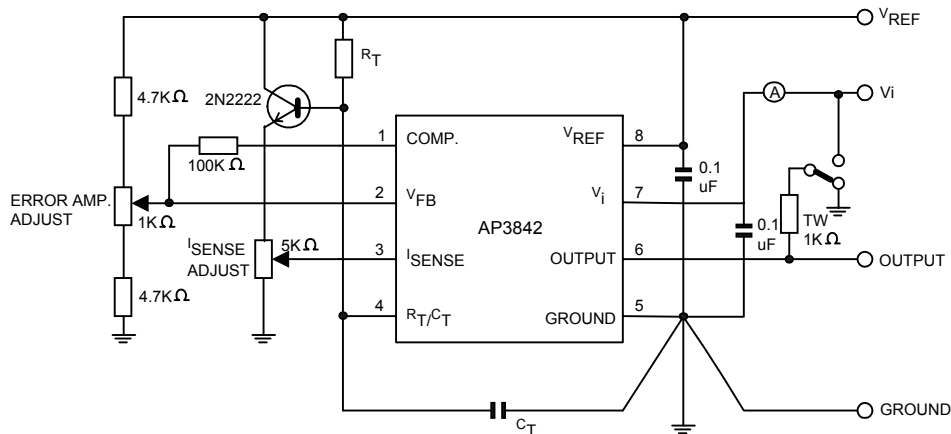 VREF
RT
4.7KΩ
2N2222
A
Vi
1
COMP.
VREF
8
0.1
uF
100KΩ
ERROR AMP.
ADJUST
2
VFB
Vi
7
1KΩ
AP3842
0.1
uF
TW
1KΩ
ISENSE
ADJUST
5KΩ
3
ISENSE
OUTPUT
6
OUTPUT
4.7KΩ
4
RT/CT
GROUND
5
CT
GROUND